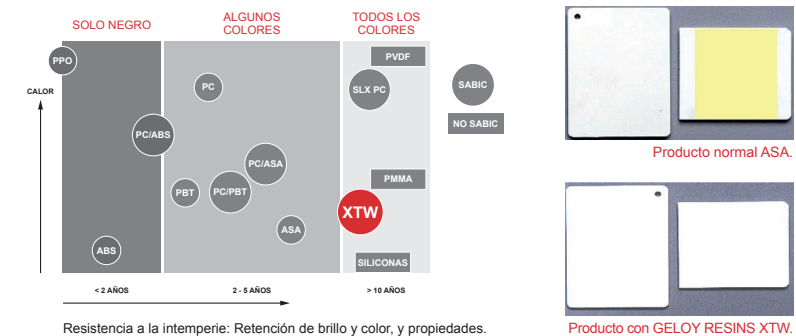 SOLO NEGRO
ALGUNOS
COLORES
TODOS LOS
COLORES
PPO
PVDF
CALOR
PC
SLX PC
SABIC
PC/ABS
NO SABIC
PC/ASA
PBT
PC/PBT
PMMA
XTW
ASA
ABS
SILICONAS
< 2 AÑOS
2 - 5 AÑOS
> 10 AÑOS
Resistencia a la intemperie: Retención de brillo y color, y propiedades.
Producto normal ASA.
Producto con GELOY RESINS XTW.